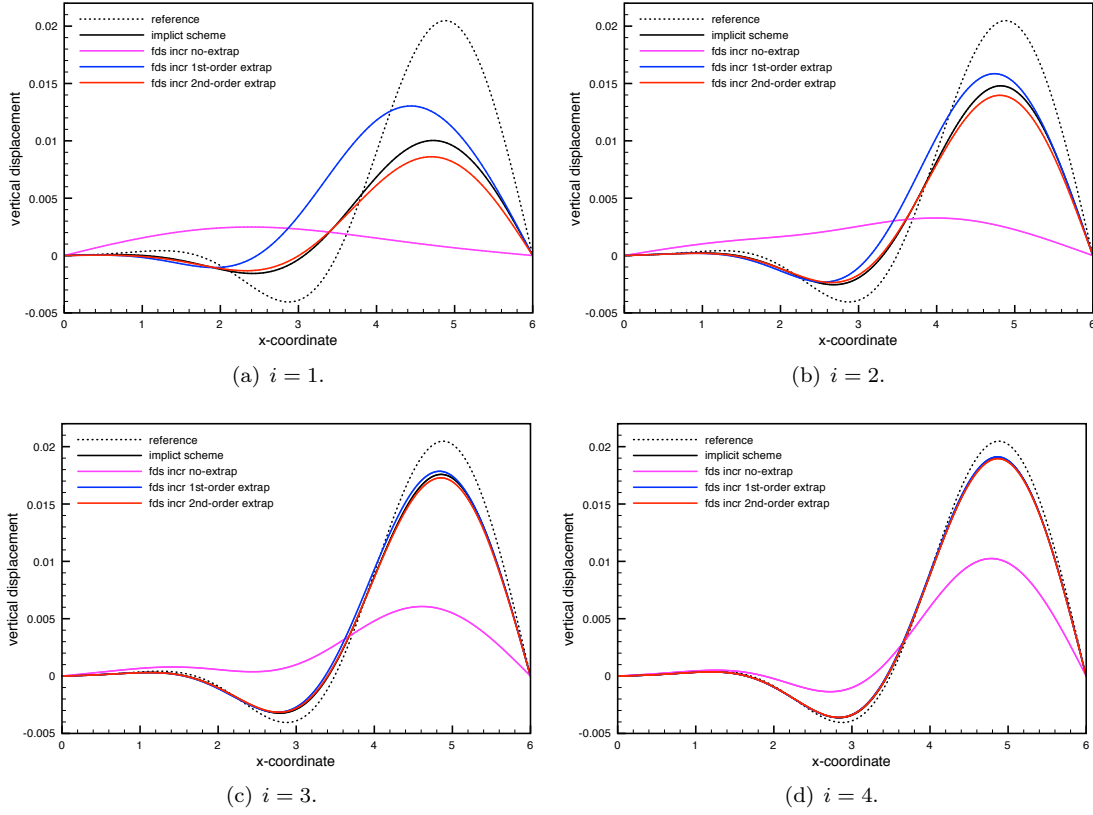 reference
implicit scheme
fds incr no-extrap
fds incr 1st-order extrap
fds incr 2nd-order extrap
vertical displacement
0.02
0.015
0.01
0.005
0
-0.005
0 1 2 3 4 5 6
x-coordinate
(a) i = 1.
reference
implicit scheme
fds incr no-extrap
fds incr 1st-order extrap
fds incr 2nd-order extrap
vertical displacement
0.02
0.015
0.01
0.005
0
-0.005
0 1 2 3 4 5 6
x-coordinate
(b) i = 2.
reference
implicit scheme
fds incr no-extrap
fds incr 1st-order extrap
fds incr 2nd-order extrap
vertical displacement
0.02
0.015
0.01
0.005
0
-0.005
0 1 2 3 4 5 6
x-coordinate
(c) i = 3.
reference
implicit scheme
fds incr no-extrap
fds incr 1st-order extrap
fds incr 2nd-order extrap
vertical displacement
0.02
0.015
0.01
0.005
0
-0.005
0 1 2 3 4 5 6
x-coordinate
(d) i = 4.